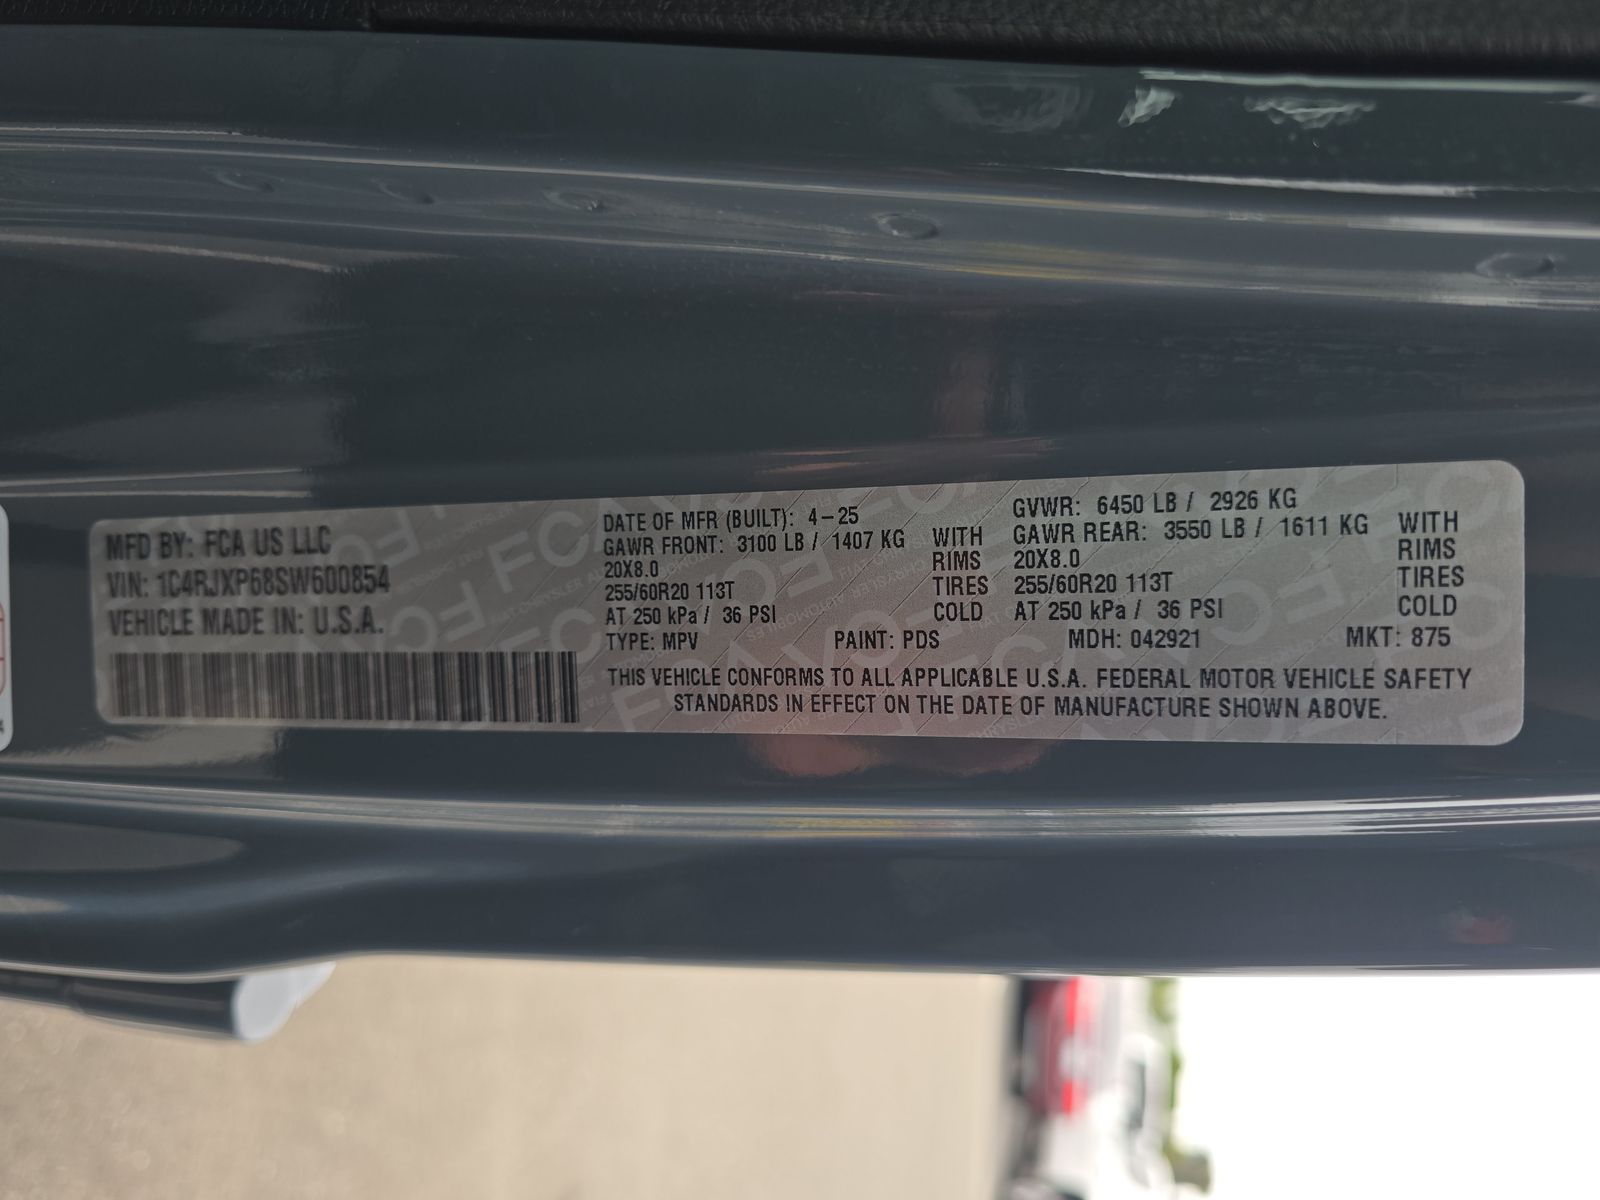 MFD BY: FCA US LLC
VIN: 1C4RJXP68SW600854
VEHICLE MADE IN: U.S.A.
DATE OF MFR (BUILT): 4-25
GAWR FRONT: 3100 LB / 1407 KG WITH
20X8.0 RIMS
255/60R20 113T TIRES
AT 250 kPa / 36 PSI COLD
GVWR: 6450 LB / 2926 KG
GAWR REAR: 3550 LB / 1611 KG WITH
20X8.0 RIMS
255/60R20 113T TIRES
AT 250 kPa / 36 PSI COLD
TYPE: MPV PAINT: PDS MDH: 042921 MKT: 875
THIS VEHICLE CONFORMS TO ALL APPLICABLE U.S.A. FEDERAL MOTOR VEHICLE SAFETY
STANDARDS IN EFFECT ON THE DATE OF MANUFACTURE SHOWN ABOVE.